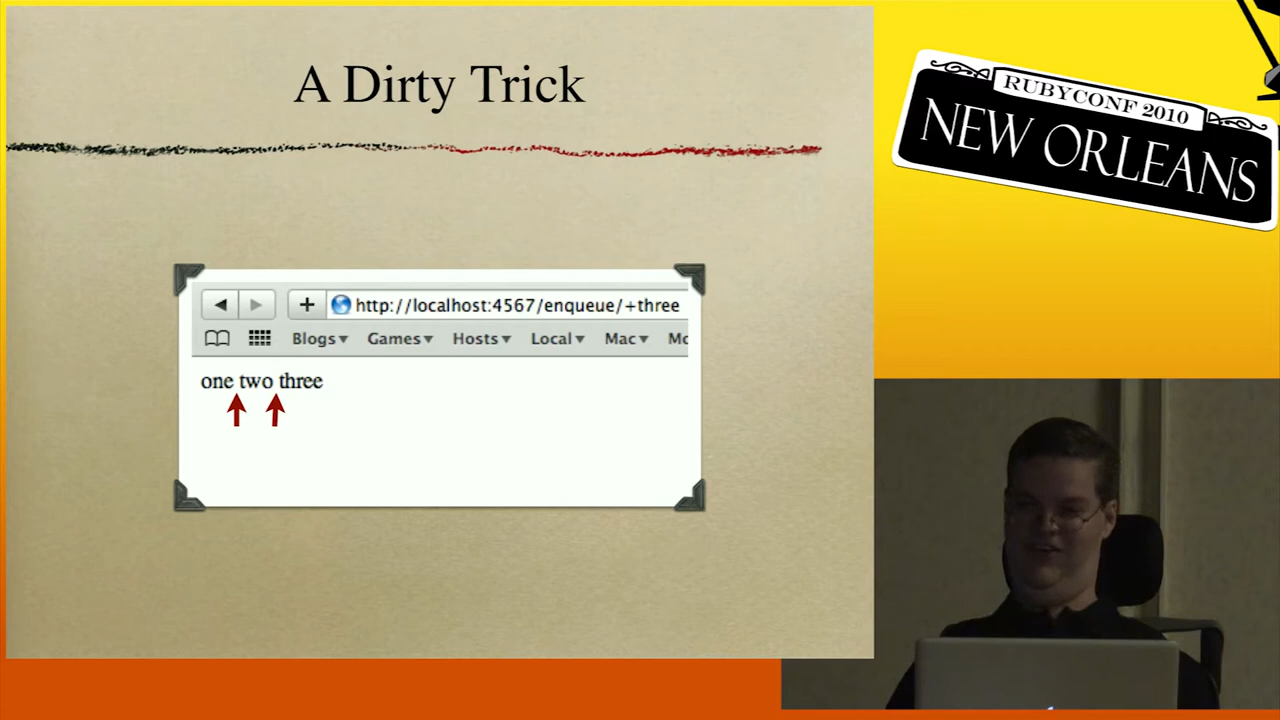 A Dirty Trick
RUBYCONF 2010
NEW ORLEANS
http://localhost:4567/enqueue/+three
Blogs▾ Games▾ Hosts▾ Local▾ Mac▾ Mo
one two three